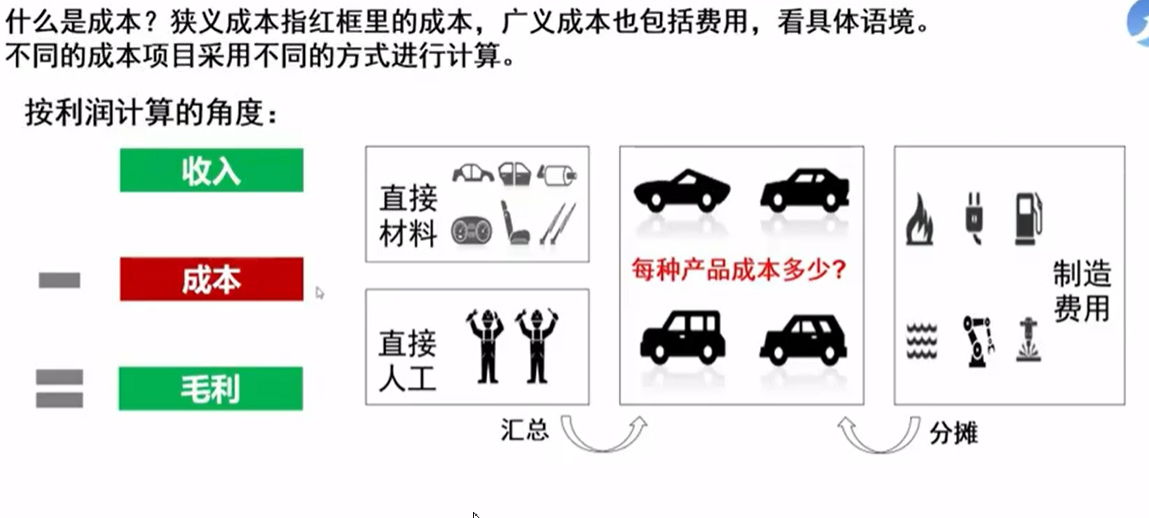 什么是成本？狭义成本指红框里的成本，广义成本也包括费用，看具体语境。
不同的成本项目采用不同的方式进行计算。
按利润计算的角度：
收入
成本
毛利
直接
材料
直接
人工
每种产品成本多少？
制造
费用
汇总
分摊